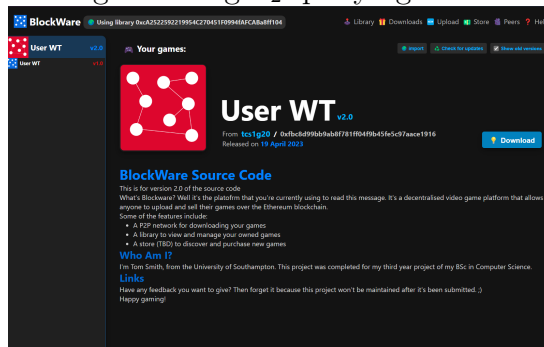 BlockWare Using library 0xcA2522592219954C270451F0994fAFCABa8ff104 Library Downloads Upload Store Peers ? Hel
User WT v2.0
User WT v1.0
Your games: import Check for updates Show old versions
User WT v2.0
From tcs1g20 / 0xfbc8d99bb9ab8f781ff04f9b45fe5c97aace1916
Released on 19 April 2023
Download
BlockWare Source Code
This is for version 2.0 of the source code
What's Blockware? Well it's the platofrm that you're currently using to read this message. It's a decentralised video game platform that allows
anyone to upload and sell their games over the Ethereum blockchain.
Some of the features include:
• A P2P network for downloading your games
• A library to view and manage your owned games
• A store (TBD) to discover and purchase new games
Who Am I?
I'm Tom Smith, from the University of Southampton. This project was completed for my third year project of my BSc in Computer Science.
Links
Have any feedback you want to give? Then forget it because this project won't be maintained after it's been submitted. ;)
Happy gaming!